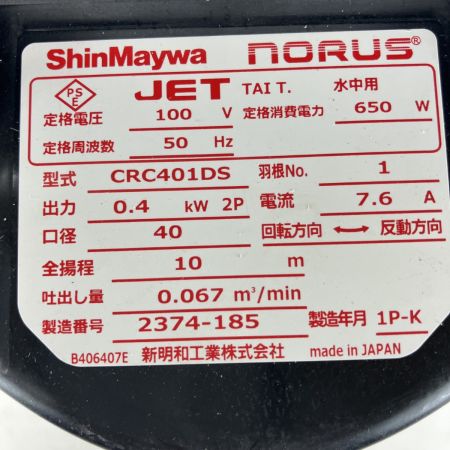 ShinMaywa norus®
PS E JET TAI T. 水中用
定格電圧 100 V 定格消費電力 650 W
定格周波数 50 Hz
型式 CRC401DS 羽根No. 1
出力 0.4 kW 2P 電流 7.6 A
口径 40 回転方向 ←→ 反動方向
全揚程 10 m
吐出し量 0.067 m³/min
製造番号 2374-185 製造年月 1P-K
B406407E 新明和工業株式会社 made in JAPAN